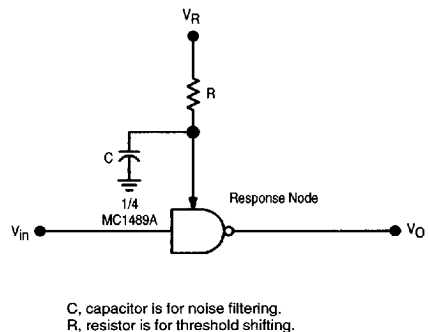 VR
R
C
1/4
MC1489A
Response Node
Vin
VO
C, capacitor is for noise filtering.
R, resistor is for threshold shifting.